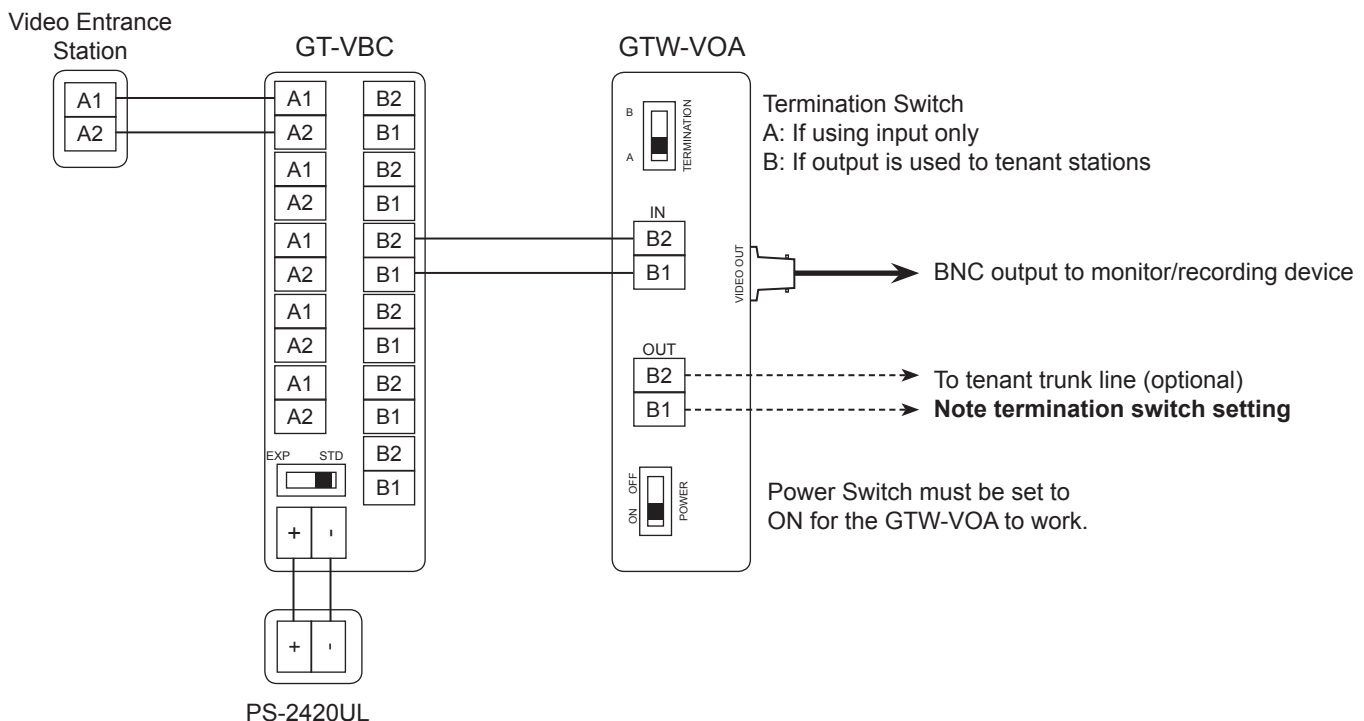 Video Entrance
Station
A1
A2
GT-VBC
A1
A2
A1
A2
A1
A2
A1
A2
A1
A2
B2
B1
B2
B1
B2
B1
B2
B1
B2
B1
B2
B1
EXP STD
+ -
+ -
PS-2420UL
GTW-VOA
B
A
TERMINATION
IN
B2
B1
VIDEO OUT
OUT
B2
B1
ON OFF
POWER
Termination Switch
A: If using input only
B: If output is used to tenant stations
BNC output to monitor/recording device
To tenant trunk line (optional)
Note termination switch setting
Power Switch must be set to
ON for the GTW-VOA to work.